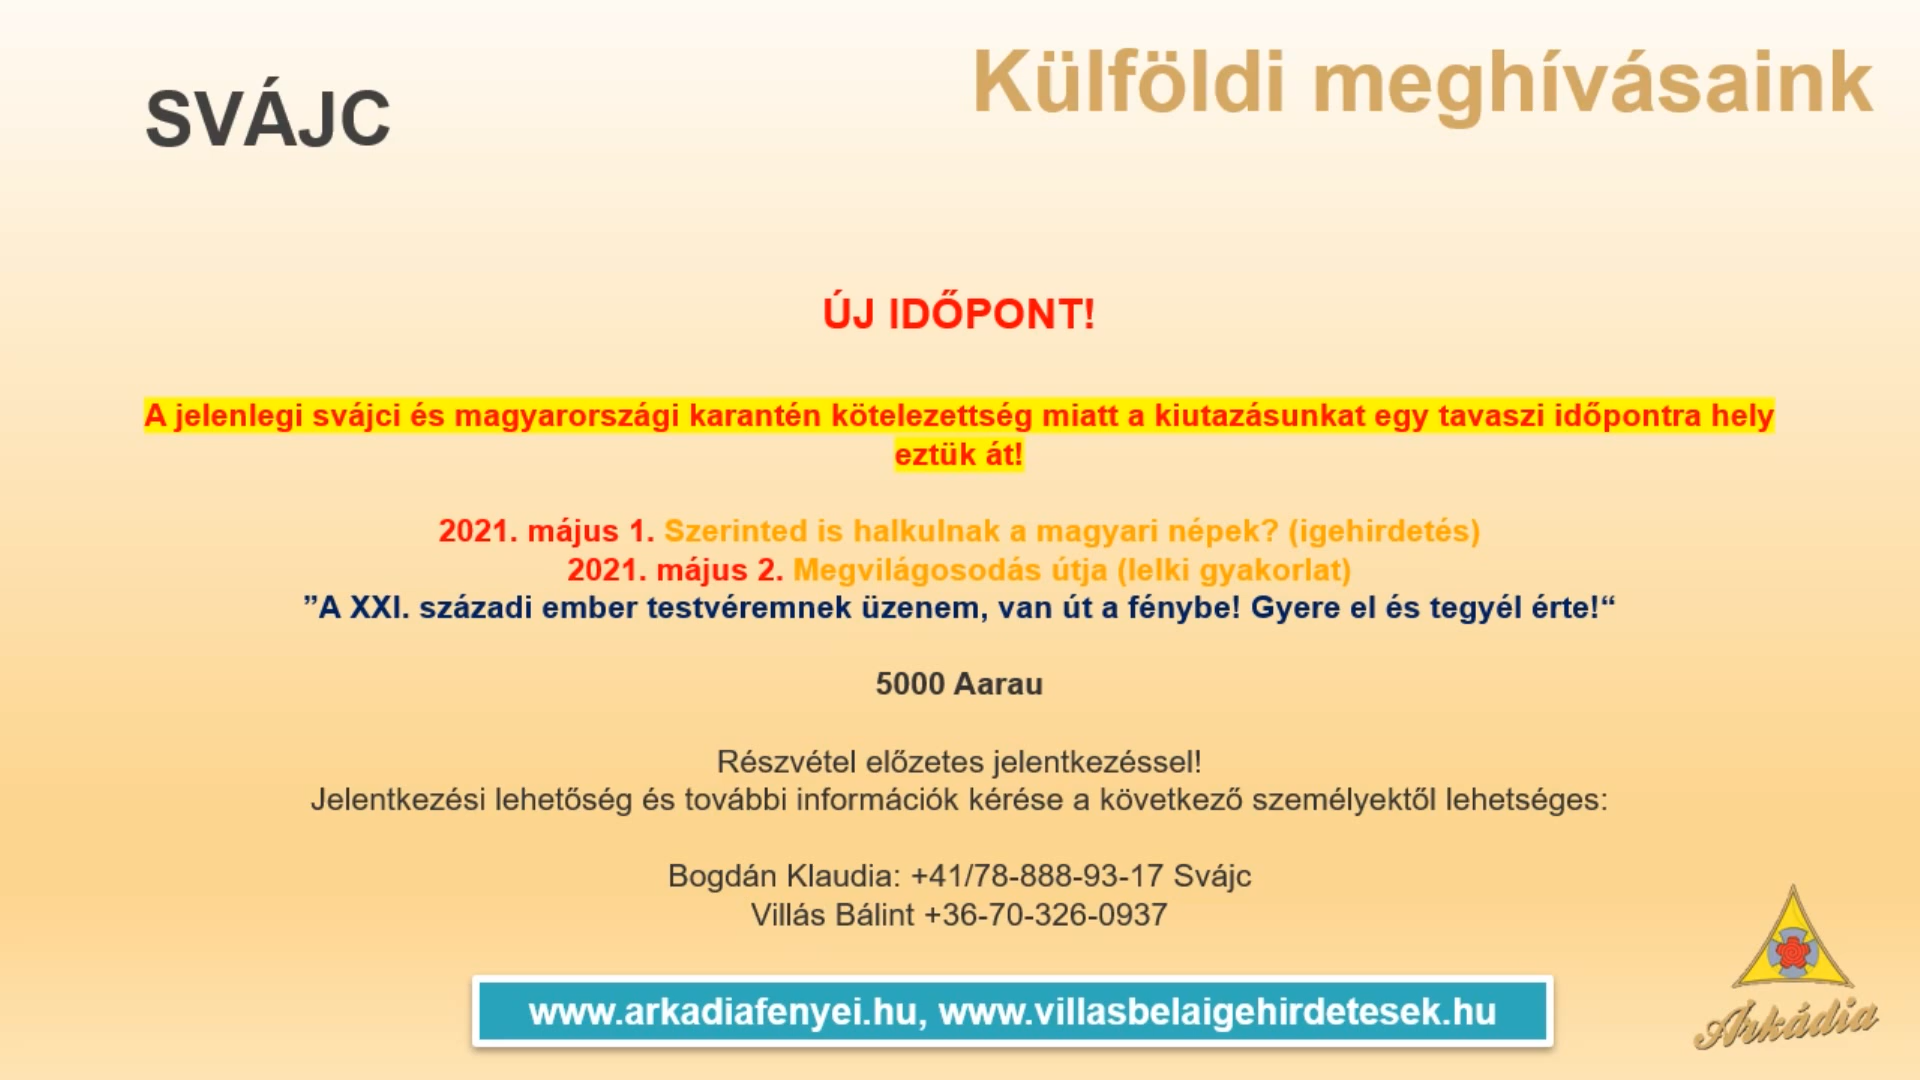 Külföldi meghívásaink
SVÁJC
ÚJ IDŐPONT!
A jelenlegi svájci és magyarországi karantén kötelezettség miatt a kiutazásunkat egy tavaszi időpontra hely
eztük át!
2021. május 1. Szerinted is halkulnak a magyari népek? (igehirdetés)
2021. május 2. Megvilágosodás útja (lelki gyakorlat)
”A XXI. századi ember testvéremnek üzenem, van út a fénybe! Gyere el és tegyél érte!“
5000 Aarau
Részvétel előzetes jelentkezéssel!
Jelentkezési lehetőség és további információk kérése a következő személyektől lehetséges:
Bogdán Klaudia: +41/78-888-93-17 Svájc
Villás Bálint +36-70-326-0937
www.arkadiafenyei.hu, www.villasbelaigehirdetesek.hu
Arkádia